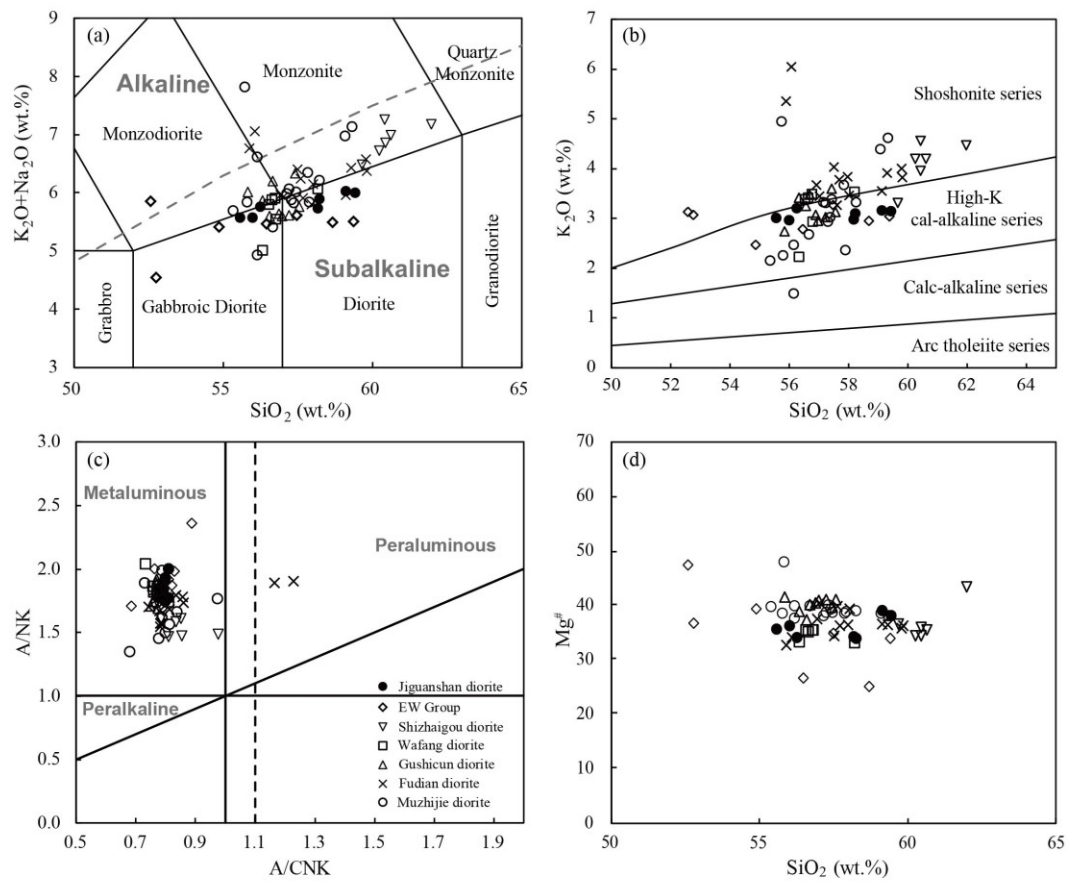 (a)
9
8
7
6
5
4
3
50
55
60
65
K₂O+Na₂O (wt.%)
SiO₂ (wt.%)
Alkaline
Monzodiorite
Monzonite
Quartz
Monzonite
Subalkaline
Grabbro
Gabbroic Diorite
Diorite
Granodiorite
(b)
7
6
5
4
3
2
1
0
50
52
54
56
58
60
62
64
K₂O (wt.%)
SiO₂ (wt.%)
Shoshonite series
High-K
cal-alkaline series
Calc-alkaline series
Arc tholeiite series
(c)
3.0
2.5
2.0
1.5
1.0
0.5
0.0
0.5
0.7
0.9
1.1
1.3
1.5
1.7
1.9
A/NK
A/CNK
Metaluminous
Peraluminous
Peralkaline
Jiguanshan diorite
EW Group
Shizhaigou diorite
Wafang diorite
Gushicun diorite
Fudian diorite
Muzhijie diorite
(d)
70
60
50
40
30
20
10
0
50
55
60
65
Mg#
SiO₂ (wt.%)